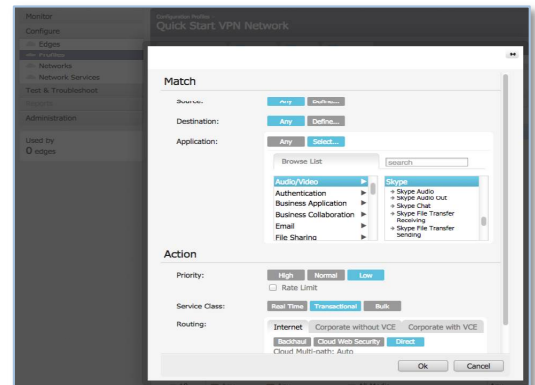 Monitor
Configure
Edges
Profiles
Networks
Network Services
Test & Troubleshoot
Administration
Used by
0 edges
Configuration Profiles
Quick Start VPN Network
Match
Source: Any Define...
Destination: Any Define...
Application: Any Select...
Browse List search
Audio/Video
Authentication
Business Application
Business Collaboration
Email
File Sharing
Skype
Skype Audio
Skype Audio Out
Skype Chat
Skype File Transfer
Receiving
Skype File Transfer
Sending
Action
Priority: High Normal Low
Rate Limit
Service Class: Real Time Transactional Bulk
Routing: Internet Corporate without VCE Corporate with VCE
Backhaul Cloud Web Security Direct
Cloud Multi-path: Auto
Ok Cancel